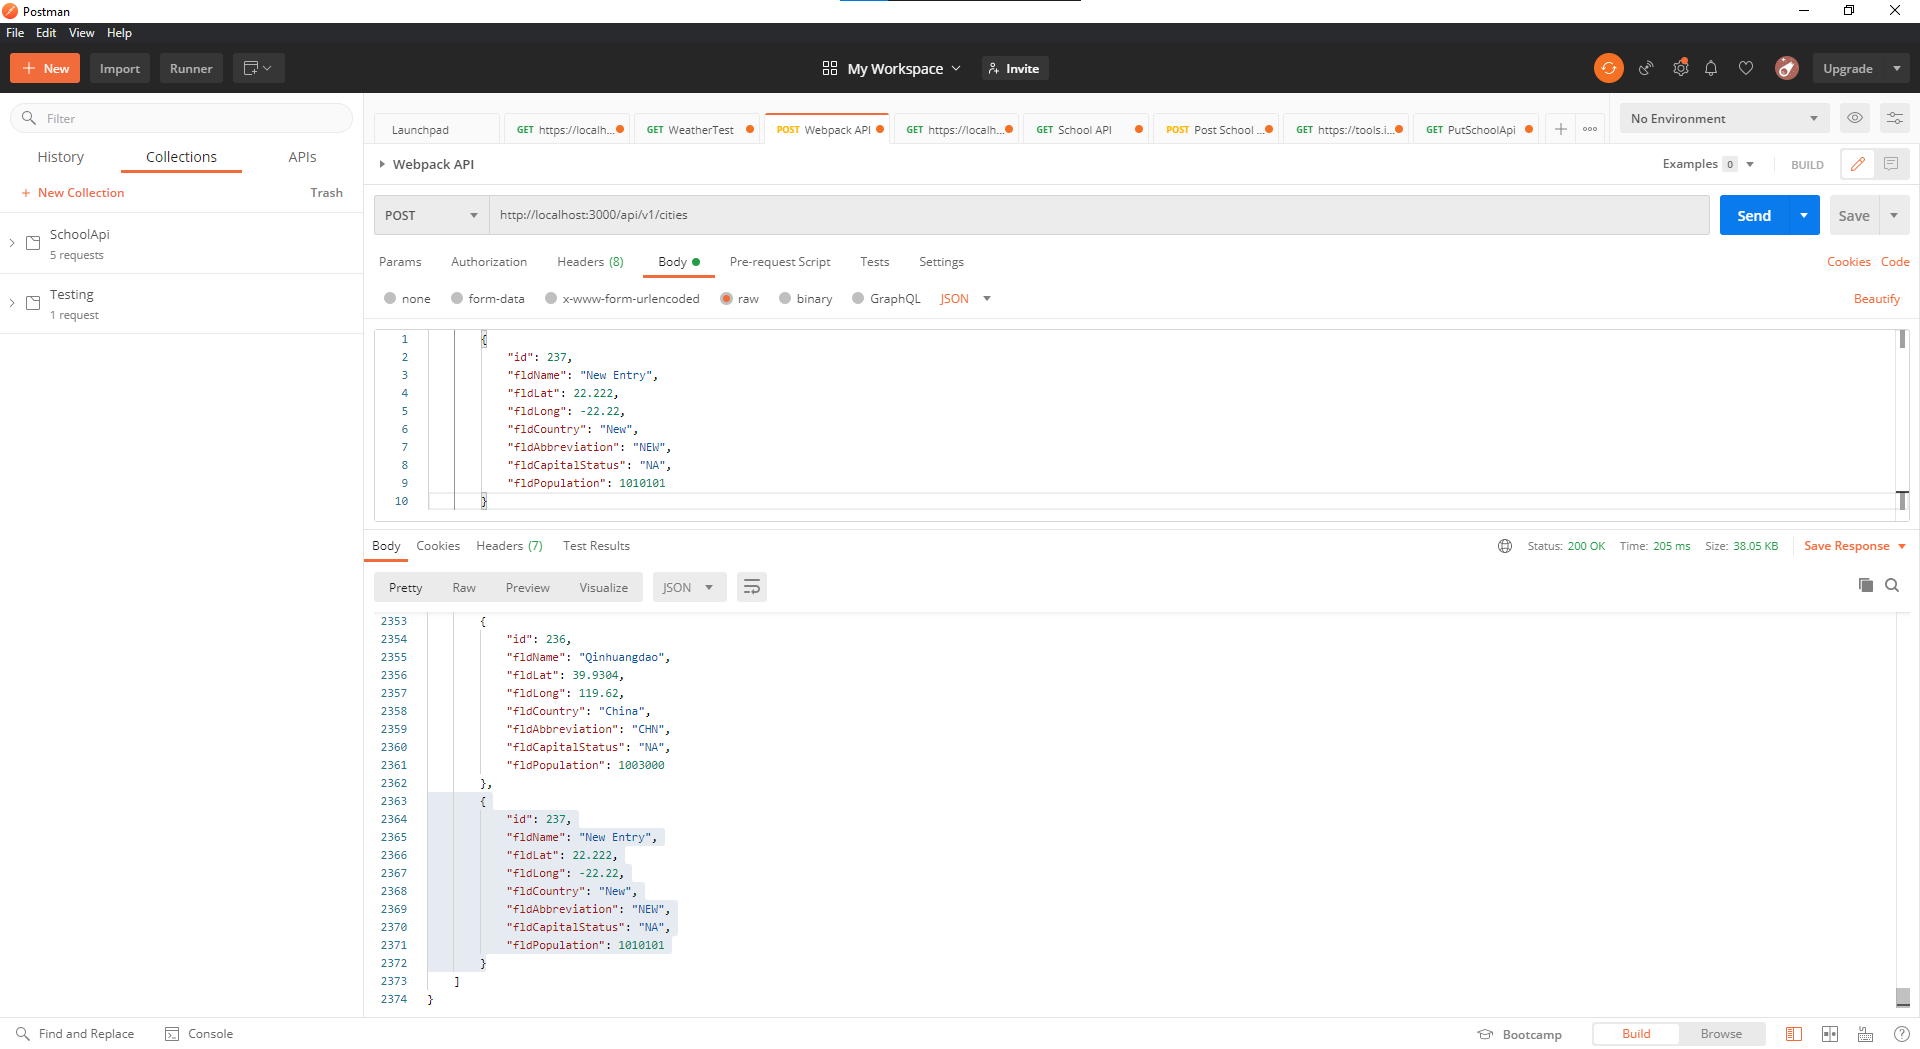 Postman
File Edit View Help
New Import Runner My Workspace Invite Upgrade
Filter
History Collections APIs
New Collection Trash
SchoolApi
5 requests
Testing
1 request
Launchpad GET https://localh... GET WeatherTest POST Webpack API GET https://localh... GET School API POST Post School ... GET https://tools.i... GET PutSchoolApi No Environment
Webpack API Examples 0 BUILD
POST http://localhost:3000/api/v1/cities Send Save
Params Authorization Headers (8) Body Pre-request Script Tests Settings Cookies Code
none form-data x-www-form-urlencoded raw binary GraphQL JSON Beautify
1 {
2 "id": 237,
3 "fldName": "New Entry",
4 "fldLat": 22.222,
5 "fldLong": -22.22,
6 "fldCountry": "New",
7 "fldAbbreviation": "NEW",
8 "fldCapitalStatus": "NA",
9 "fldPopulation": 1010101
10 }
Body Cookies Headers (7) Test Results Status: 200 OK Time: 205 ms Size: 38.05 KB Save Response
Pretty Raw Preview Visualize JSON
2353 {
2354 "id": 236,
2355 "fldName": "Qinhuangdao",
2356 "fldLat": 39.9304,
2357 "fldLong": 119.62,
2358 "fldCountry": "China",
2359 "fldAbbreviation": "CHN",
2360 "fldCapitalStatus": "NA",
2361 "fldPopulation": 1003000
2362 },
2363 {
2364 "id": 237,
2365 "fldName": "New Entry",
2366 "fldLat": 22.222,
2367 "fldLong": -22.22,
2368 "fldCountry": "New",
2369 "fldAbbreviation": "NEW",
2370 "fldCapitalStatus": "NA",
2371 "fldPopulation": 1010101
2372 }
2373 ]
2374 }
Find and Replace Console Bootcamp Build Browse